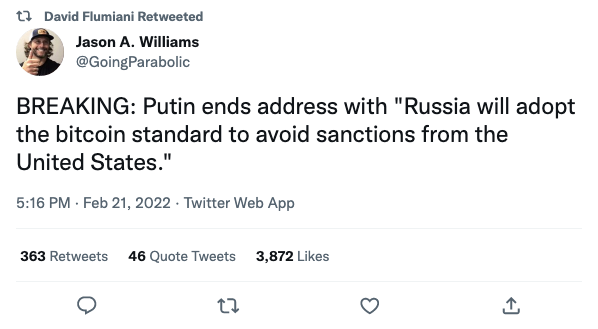 David Flumiani Retweeted
Jason A. Williams
@GoingParabolic
BREAKING: Putin ends address with "Russia will adopt
the bitcoin standard to avoid sanctions from the
United States."
5:16 PM · Feb 21, 2022 · Twitter Web App
363 Retweets 46 Quote Tweets 3,872 Likes